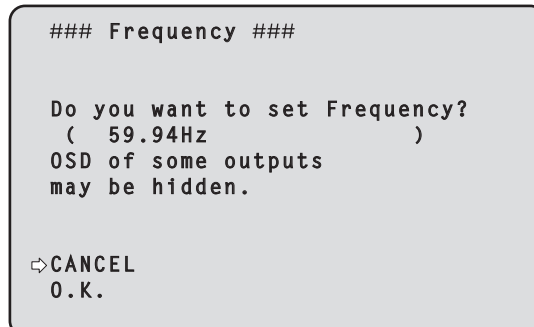 ### Frequency ###
Do you want to set Frequency?
( 59.94Hz )
OSD of some outputs
may be hidden.
⇨CANCEL
O.K.